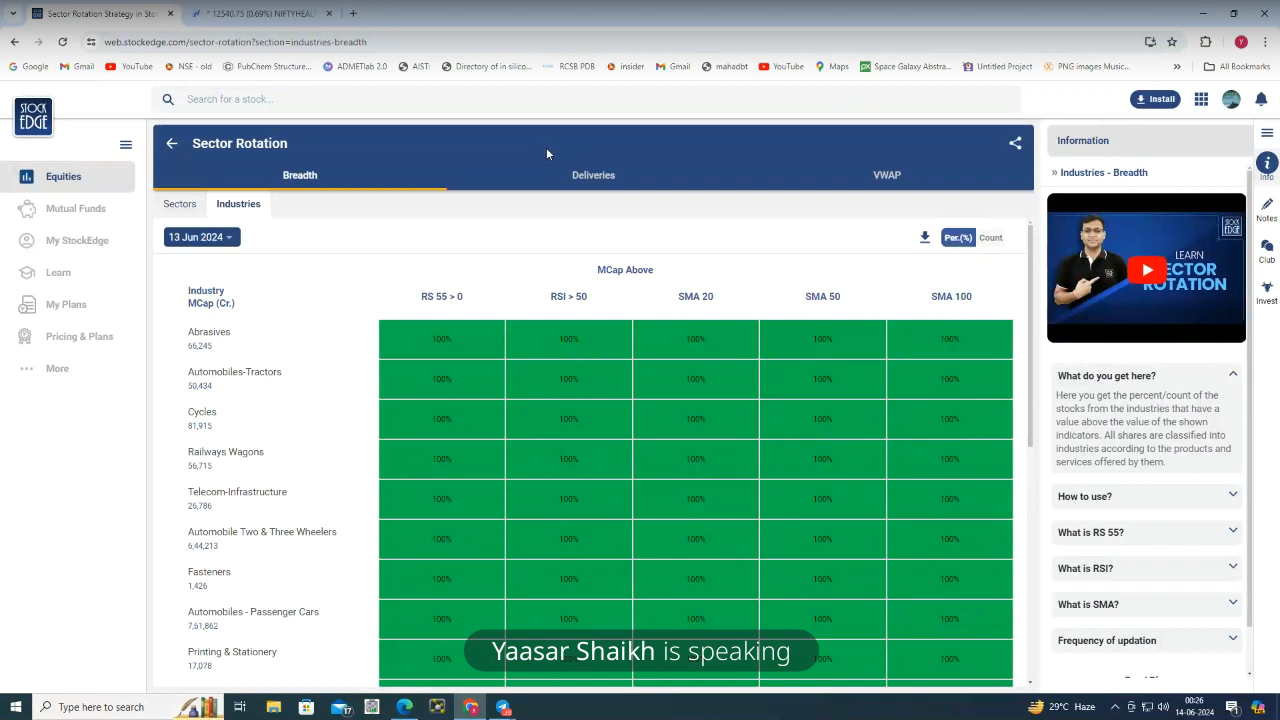 Sector Rotation
12540.75 (0.69%) NIFTYHEALT
web.stockedge.com/sector-rotation?section=industries-breadth
Google
Gmail
YouTube
NSE - old
PubChem Structure...
ADMETlab 2.0
AIST:
Directory of in silico...
RCSB PDB
insider
Gmail
mahadbt
YouTube
Maps
Space Galaxy Abstra...
Untitled Project
PNG images Music...
All Bookmarks
STOCK
EDGE
Search for a stock...
Install
Equities
Mutual Funds
My StockEdge
Learn
My Plans
Pricing & Plans
More
Sector Rotation
Breadth
Deliveries
VWAP
Sectors
Industries
13 Jun 2024
Per.(%)
Count
MCap Above
Industry
MCap (Cr.)
RS 55 > 0
RSI > 50
SMA 20
SMA 50
SMA 100
Abrasives
66,245
100% 100% 100% 100% 100%
Automobiles-Tractors
50,434
100% 100% 100% 100% 100%
Cycles
81,915
100% 100% 100% 100% 100%
Railways Wagons
56,715
100% 100% 100% 100% 100%
Telecom-Infrastructure
26,786
100% 100% 100% 100% 100%
Automobile Two & Three Wheelers
6,44,213
100% 100% 100% 100% 100%
Fasteners
1,426
100% 100% 100% 100% 100%
Automobiles - Passenger Cars
7,61,862
100% 100% 100% 100% 100%
Printing & Stationery
17,078
100% 100% 100% 100% 100%
Yaasar Shaikh is speaking
Information
» Industries - Breadth
STOCK
EDGE
LEARN
SECTOR
ROTATION
What do you get here?
Here you get the percent/count of the
stocks from the industries that have a
value above the value of the shown
indicators. All shares are classified into
industries according to the products and
services offered by them.
How to use?
What is RS 55?
What is RSI?
What is SMA?
Frequency of updation
Info
Notes
Club
Invest
Type here to search
17
29°C Haze
ENG
00:26
14-06-2024